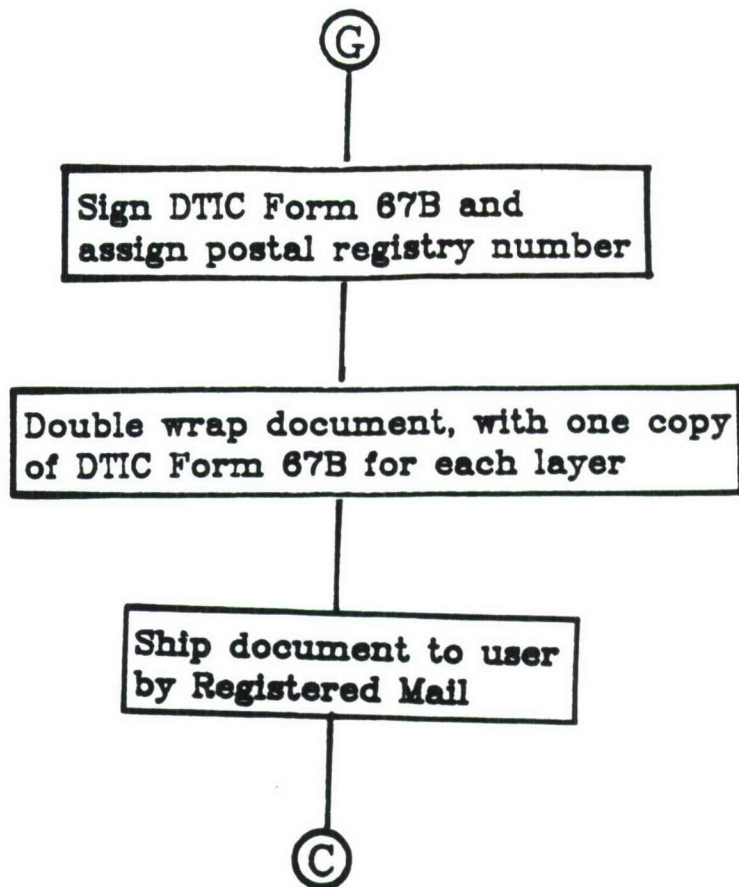 G
Sign DTIC Form 67B and
assign postal registry number
Double wrap document, with one copy
of DTIC Form 67B for each layer
Ship document to user
by Registered Mail
C